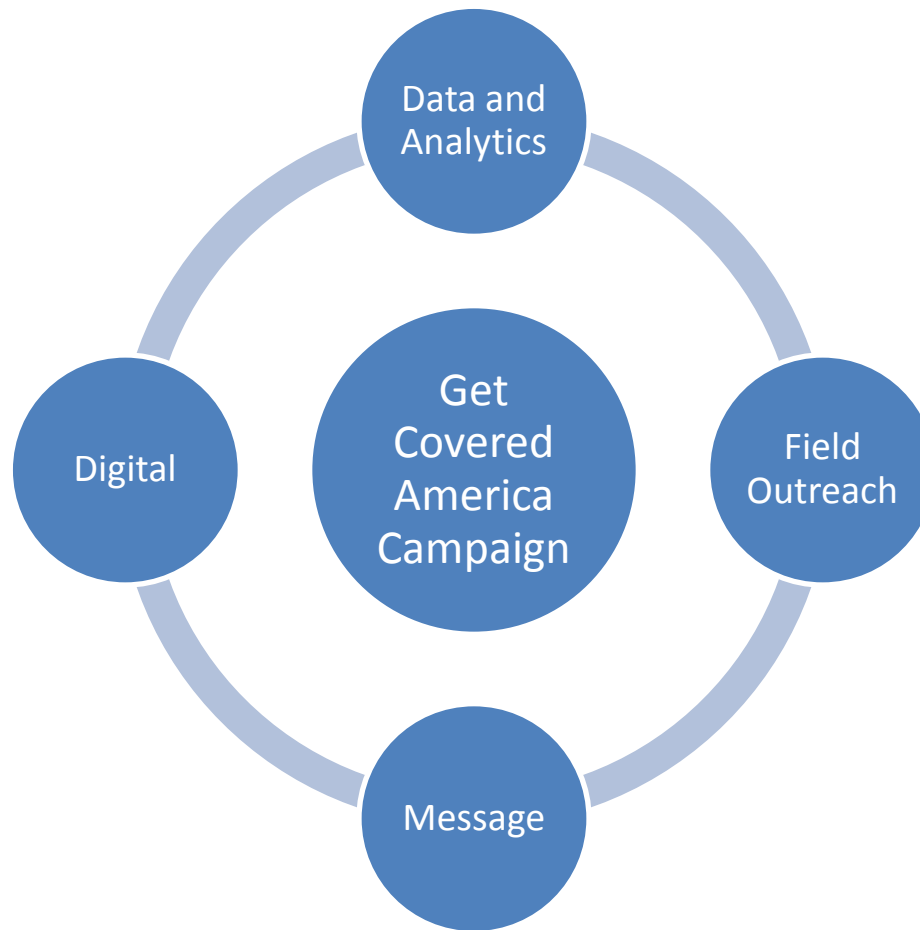 Data and
Analytics
Get
Covered
America
Campaign
Digital
Field
Outreach
Message